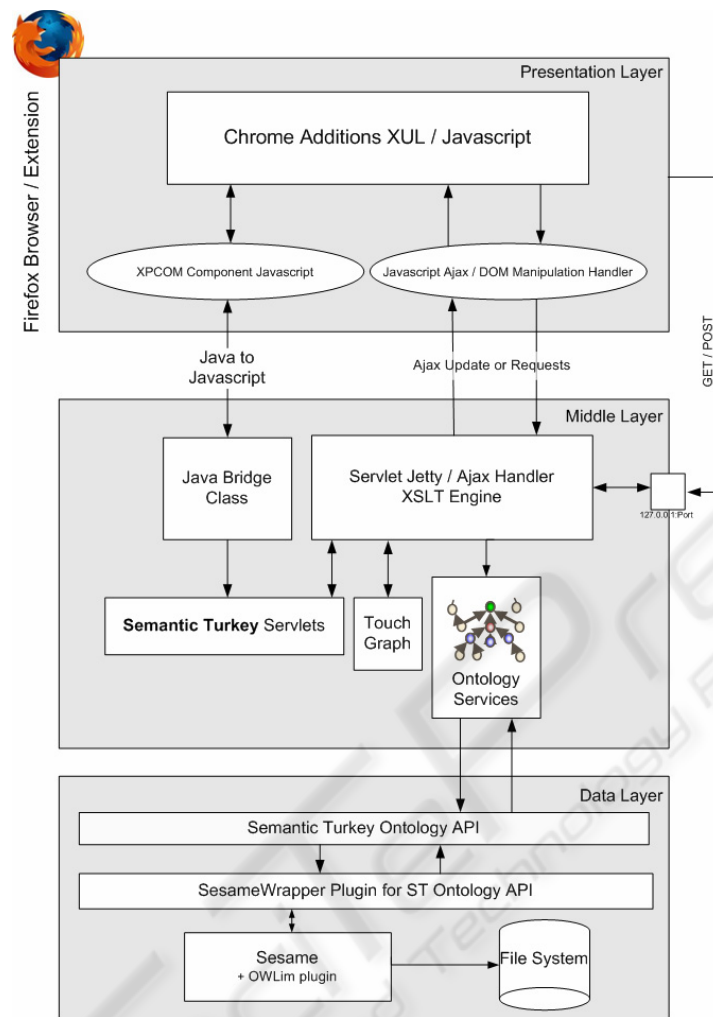 Firefox Browser / Extension
Presentation Layer
Chrome Additions XUL / Javascript
XPCOM Component Javascript
Javascript Ajax / DOM Manipulation Handler
Java to
Javascript
Ajax Update or Requests
GET / POST
Middle Layer
Java Bridge
Class
Servlet Jetty / Ajax Handler
XSLT Engine
127.0.0.1:Port
Semantic Turkey Servlets
Touch
Graph
Ontology
Services
Data Layer
Semantic Turkey Ontology API
SesameWrapper Plugin for ST Ontology API
Sesame
+ OWLim plugin
File System